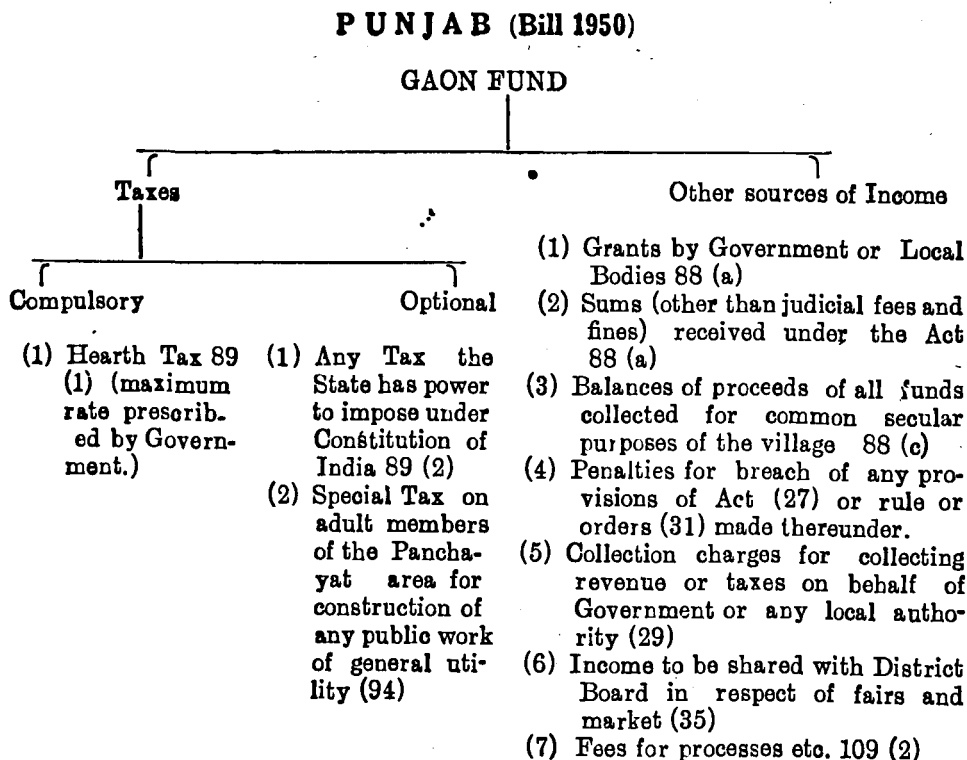 PUNJAB (Bill 1950)
GAON FUND
Taxes
Other sources of Income
Compulsory
Optional
(1) Hearth Tax 89
(1) (maximum
rate prescrib-
ed by Govern-
ment.)
(1) Any Tax the
State has power
to impose under
Constitution of
India 89 (2)
(2) Special Tax on
adult members
of the Pancha-
yat area for
construction of
any public work
of general uti-
lity (94)
(1) Grants by Government or Local
Bodies 88 (a)
(2) Sums (other than judicial fees and
fines) received under the Act
88 (a)
(3) Balances of proceeds of all funds
collected for common secular
purposes of the village 88 (c)
(4) Penalties for breach of any pro-
visions of Act (27) or rule or
orders (31) made thereunder.
(5) Collection charges for collecting
revenue or taxes on behalf of
Government or any local autho-
rity (29)
(6) Income to be shared with District
Board in respect of fairs and
market (35)
(7) Fees for processes etc. 109 (2)